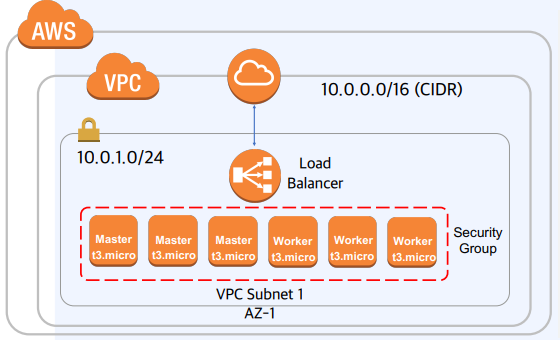 AWS
VPC
10.0.0.0/16 (CIDR)
10.0.1.0/24
Load
Balancer
Master
t3.micro
Master
t3.micro
Master
t3.micro
Worker
t3.micro
Worker
t3.micro
Worker
t3.micro
Security
Group
VPC Subnet 1
AZ-1